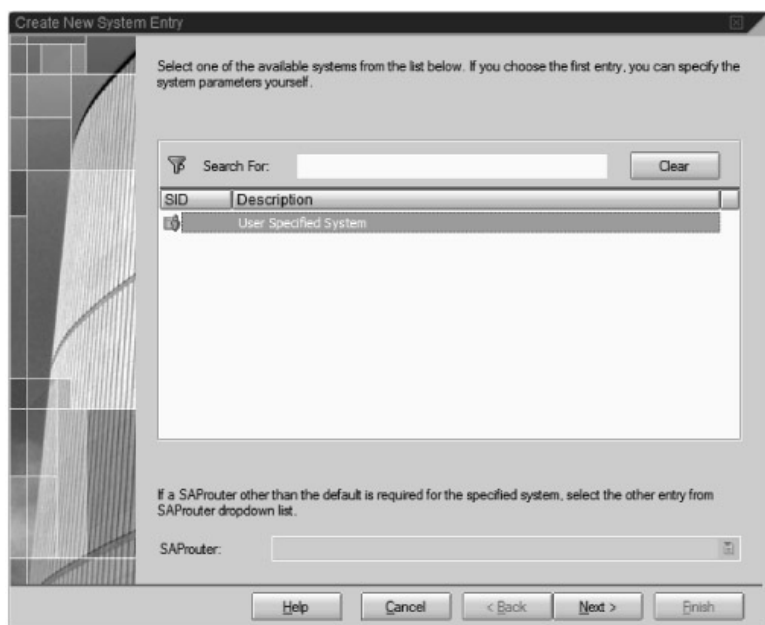 Create New System Entry
Select one of the available systems from the list below. If you choose the first entry, you can specify the
system parameters yourself.
Search For:
Clear
SID Description
User Specified System
If a SAProuter other than the default is required for the specified system, select the other entry from
SAProuter dropdown list.
SAProuter:
Help Cancel < Back Next > Finish